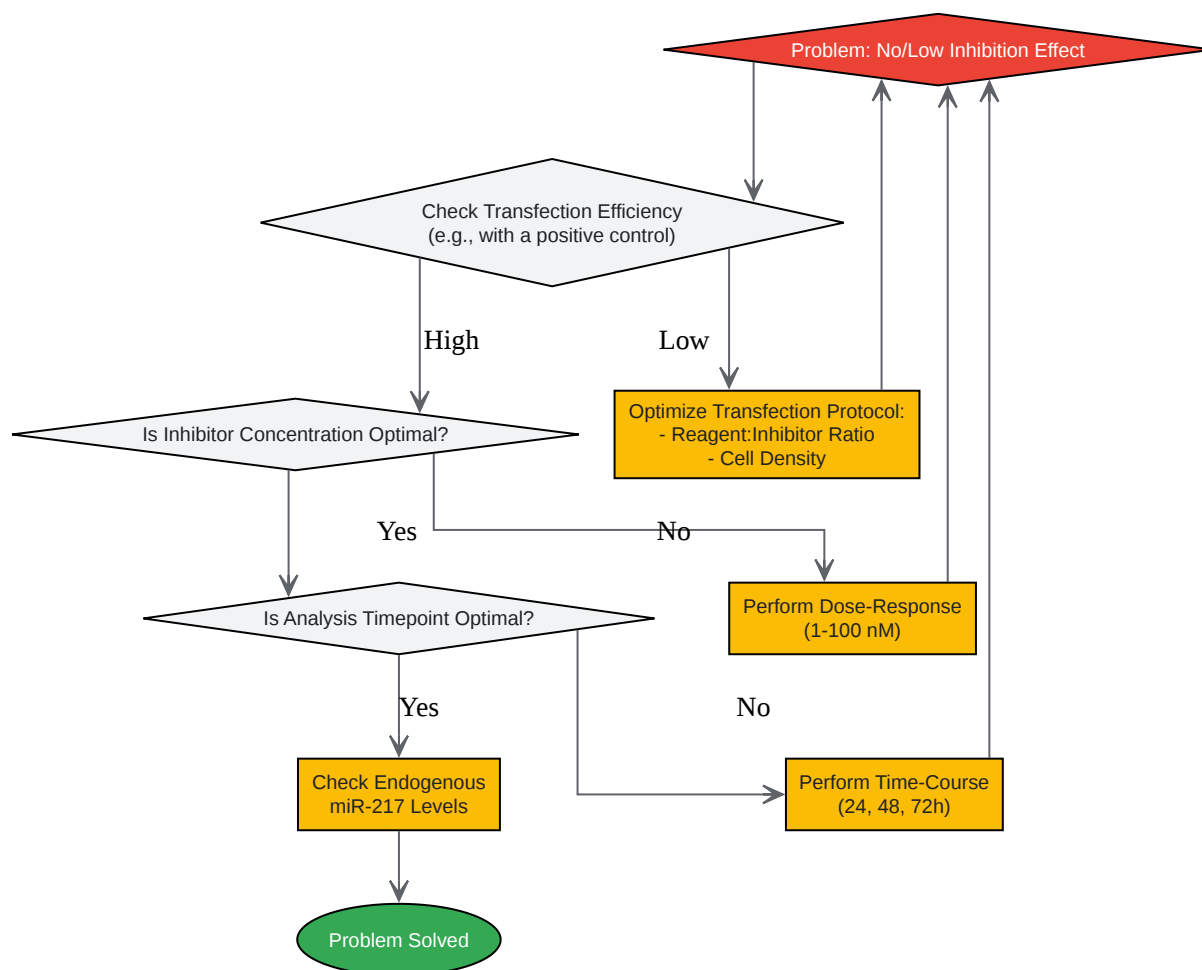 Problem: No/Low Inhibition Effect
Check Transfection Efficiency
(e.g., with a positive control)
High
Low
Optimize Transfection Protocol:
- Reagent:Inhibitor Ratio
- Cell Density
Is Inhibitor Concentration Optimal?
Yes
No
Perform Dose-Response
(1-100 nM)
Is Analysis Timepoint Optimal?
Yes
No
Check Endogenous
miR-217 Levels
Perform Time-Course
(24, 48, 72h)
Problem Solved